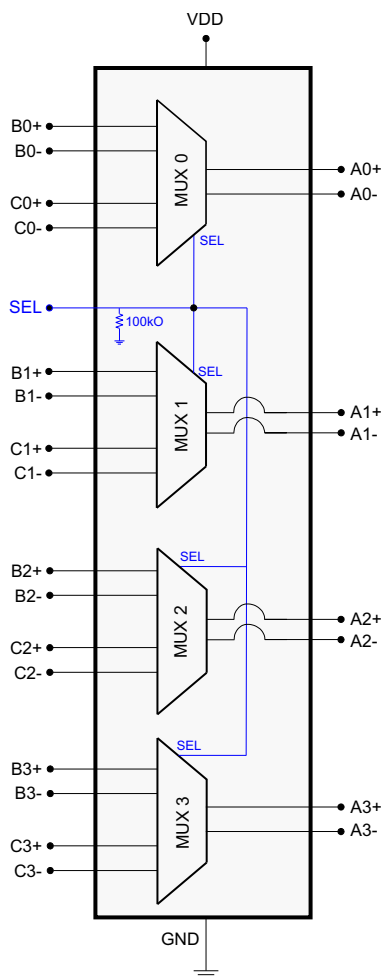 VDD
B0+
B0-
C0+
C0-
MUX 0
A0+
A0-
SEL
SEL
100kO
SEL
B1+
B1-
C1+
C1-
MUX 1
A1+
A1-
SEL
B2+
B2-
C2+
C2-
MUX 2
A2+
A2-
SEL
B3+
B3-
C3+
C3-
MUX 3
A3+
A3-
GND